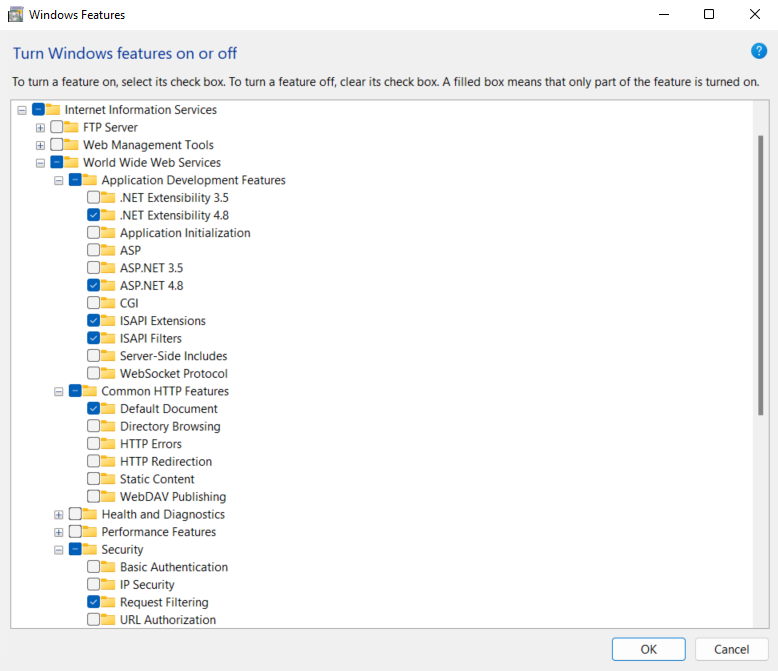 Windows Features
Turn Windows features on or off
?
To turn a feature on, select its check box. To turn a feature off, clear its check box. A filled box means that only part of the feature is turned on.
Internet Information Services
FTP Server
Web Management Tools
World Wide Web Services
Application Development Features
.NET Extensibility 3.5
.NET Extensibility 4.8
Application Initialization
ASP
ASP.NET 3.5
ASP.NET 4.8
CGI
ISAPI Extensions
ISAPI Filters
Server-Side Includes
WebSocket Protocol
Common HTTP Features
Default Document
Directory Browsing
HTTP Errors
HTTP Redirection
Static Content
WebDAV Publishing
Health and Diagnostics
Performance Features
Security
Basic Authentication
IP Security
Request Filtering
URL Authorization
OK Cancel